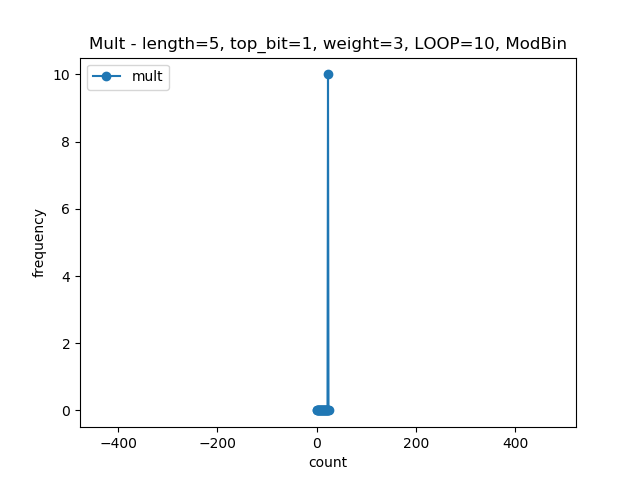 Mult - length=5, top_bit=1, weight=3, LOOP=10, ModBin
mult
10
8
6
4
2
0
frequency
−400
−200
0
200
400
count